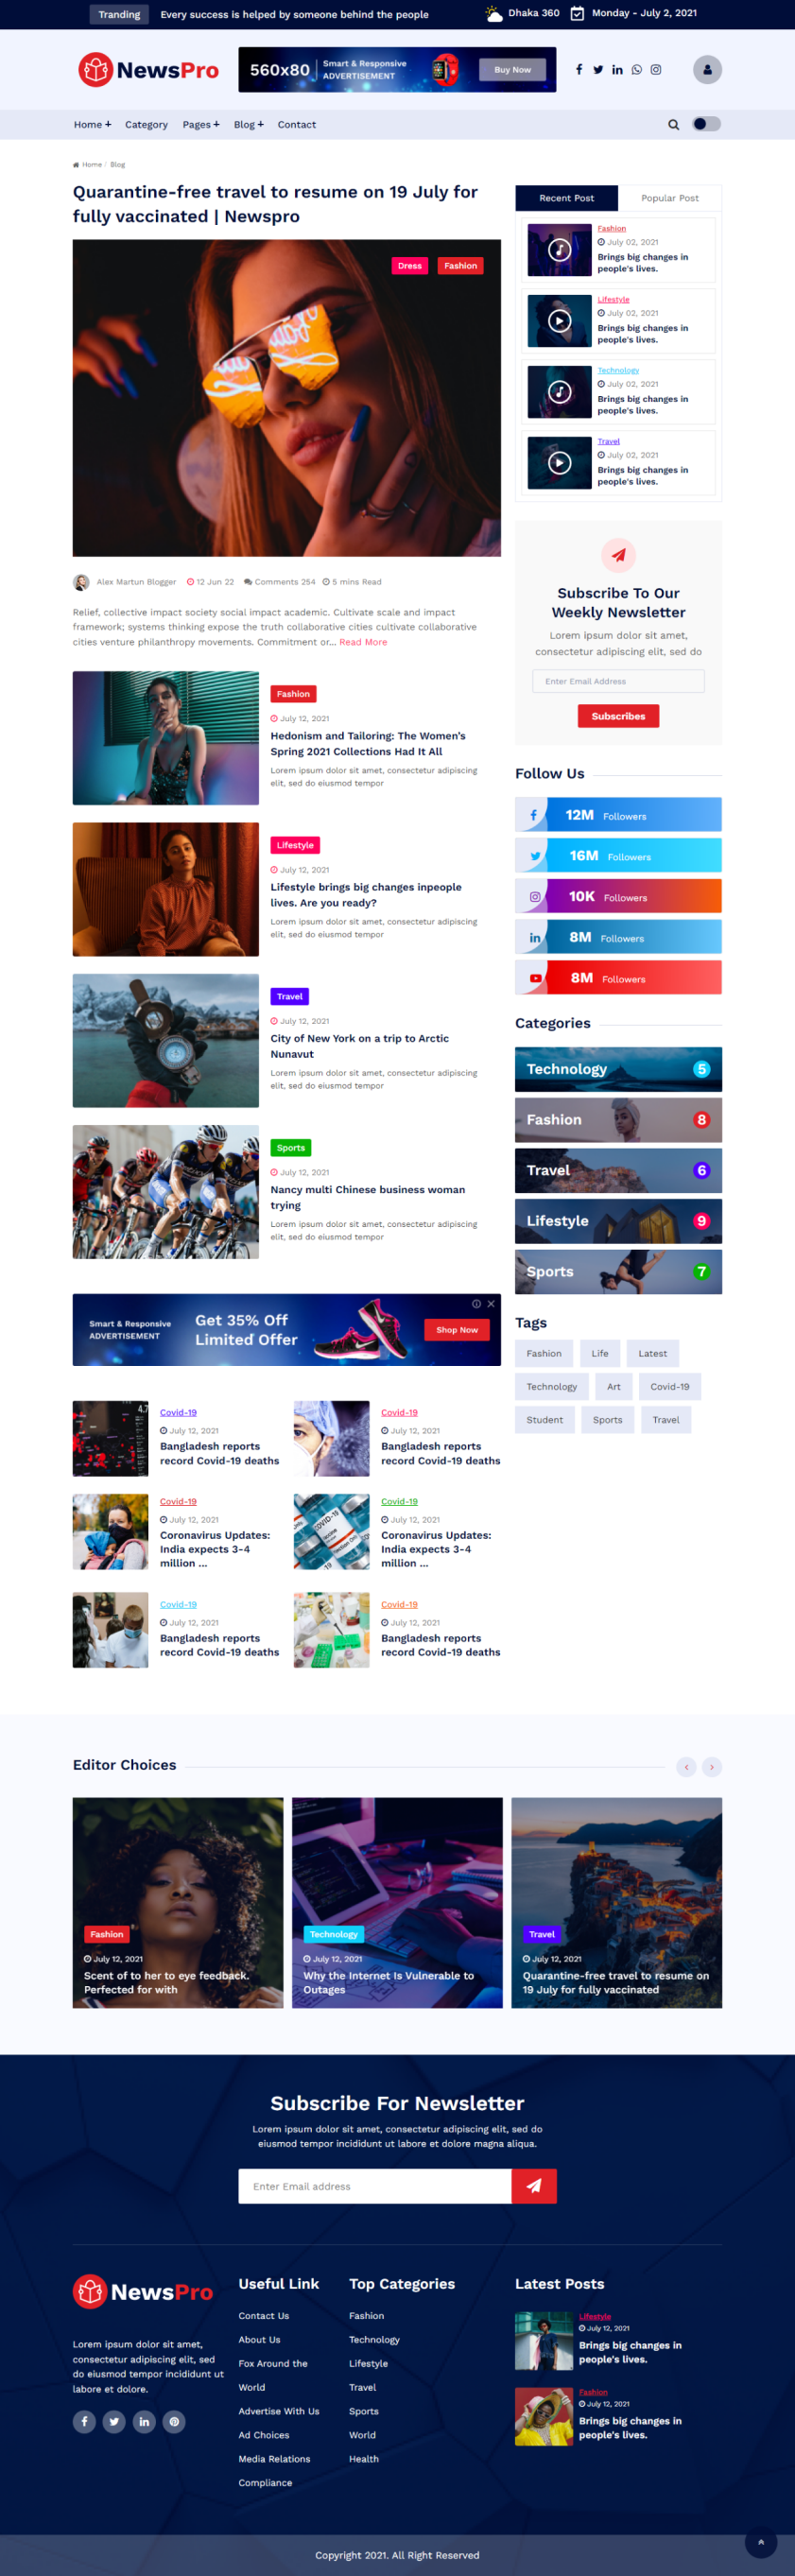 Tranding
Every success is helped by someone behind the people
Dhaka 360
Monday - July 2, 2021
NewsPro
560x80
Smart & Responsive
ADVERTISEMENT
Buy Now
Home +
Category
Pages +
Blog +
Contact
Home / Blog
Quarantine-free travel to resume on 19 July for
fully vaccinated | Newspro
Dress
Fashion
Alex Martun Blogger
12 Jun 22
Comments 254
5 mins Read
Relief, collective impact society social impact academic. Cultivate scale and impact
framework; systems thinking expose the truth collaborative cities cultivate collaborative
cities venture philanthropy movements. Commitment or... Read More
Fashion
July 12, 2021
Hedonism and Tailoring: The Women's
Spring 2021 Collections Had It All
Lorem ipsum dolor sit amet, consectetur adipiscing
elit, sed do eiusmod tempor
Lifestyle
July 12, 2021
Lifestyle brings big changes inpeople
lives. Are you ready?
Lorem ipsum dolor sit amet, consectetur adipiscing
elit, sed do eiusmod tempor
Travel
July 12, 2021
City of New York on a trip to Arctic
Nunavut
Lorem ipsum dolor sit amet, consectetur adipiscing
elit, sed do eiusmod tempor
Sports
July 12, 2021
Nancy multi Chinese business woman
trying
Lorem ipsum dolor sit amet, consectetur adipiscing
elit, sed do eiusmod tempor
Smart & Responsive
ADVERTISEMENT
Get 35% Off
Limited Offer
Shop Now
4.7
Covid-19
July 12, 2021
Bangladesh reports
record Covid-19 deaths
Covid-19
July 12, 2021
Bangladesh reports
record Covid-19 deaths
Covid-19
July 12, 2021
Coronavirus Updates:
India expects 3-4
million ...
COVID-19
Covid-19
July 12, 2021
Coronavirus Updates:
India expects 3-4
million ...
Covid-19
July 12, 2021
Bangladesh reports
record Covid-19 deaths
Covid-19
July 12, 2021
Bangladesh reports
record Covid-19 deaths
Recent Post
Popular Post
Fashion
July 02, 2021
Brings big changes in
people's lives.
Lifestyle
July 02, 2021
Brings big changes in
people's lives.
Technology
July 02, 2021
Brings big changes in
people's lives.
Travel
July 02, 2021
Brings big changes in
people's lives.
Subscribe To Our
Weekly Newsletter
Lorem ipsum dolor sit amet,
consectetur adipiscing elit, sed do
Enter Email Address
Subscribes
Follow Us
12M Followers
16M Followers
10K Followers
8M Followers
8M Followers
Categories
Technology 5
Fashion 8
Travel 6
Lifestyle 9
Sports 7
Tags
Fashion
Life
Latest
Technology
Art
Covid-19
Student
Sports
Travel
Editor Choices
Fashion
July 12, 2021
Scent of to her to eye feedback.
Perfected for with
Technology
July 12, 2021
Why the Internet Is Vulnerable to
Outages
Travel
July 12, 2021
Quarantine-free travel to resume on
19 July for fully vaccinated
Subscribe For Newsletter
Lorem ipsum dolor sit amet, consectetur adipiscing elit, sed do
eiusmod tempor incididunt ut labore et dolore magna aliqua.
Enter Email address
NewsPro
Lorem ipsum dolor sit amet,
consectetur adipiscing elit, sed
do eiusmod tempor incididunt ut
labore et dolore.
Useful Link
Contact Us
About Us
Fox Around the
World
Advertise With Us
Ad Choices
Media Relations
Compliance
Top Categories
Fashion
Technology
Lifestyle
Travel
Sports
World
Health
Latest Posts
Lifestyle
July 12, 2021
Brings big changes in
people's lives.
Fashion
July 12, 2021
Brings big changes in
people's lives.
Copyright 2021. All Right Reserved